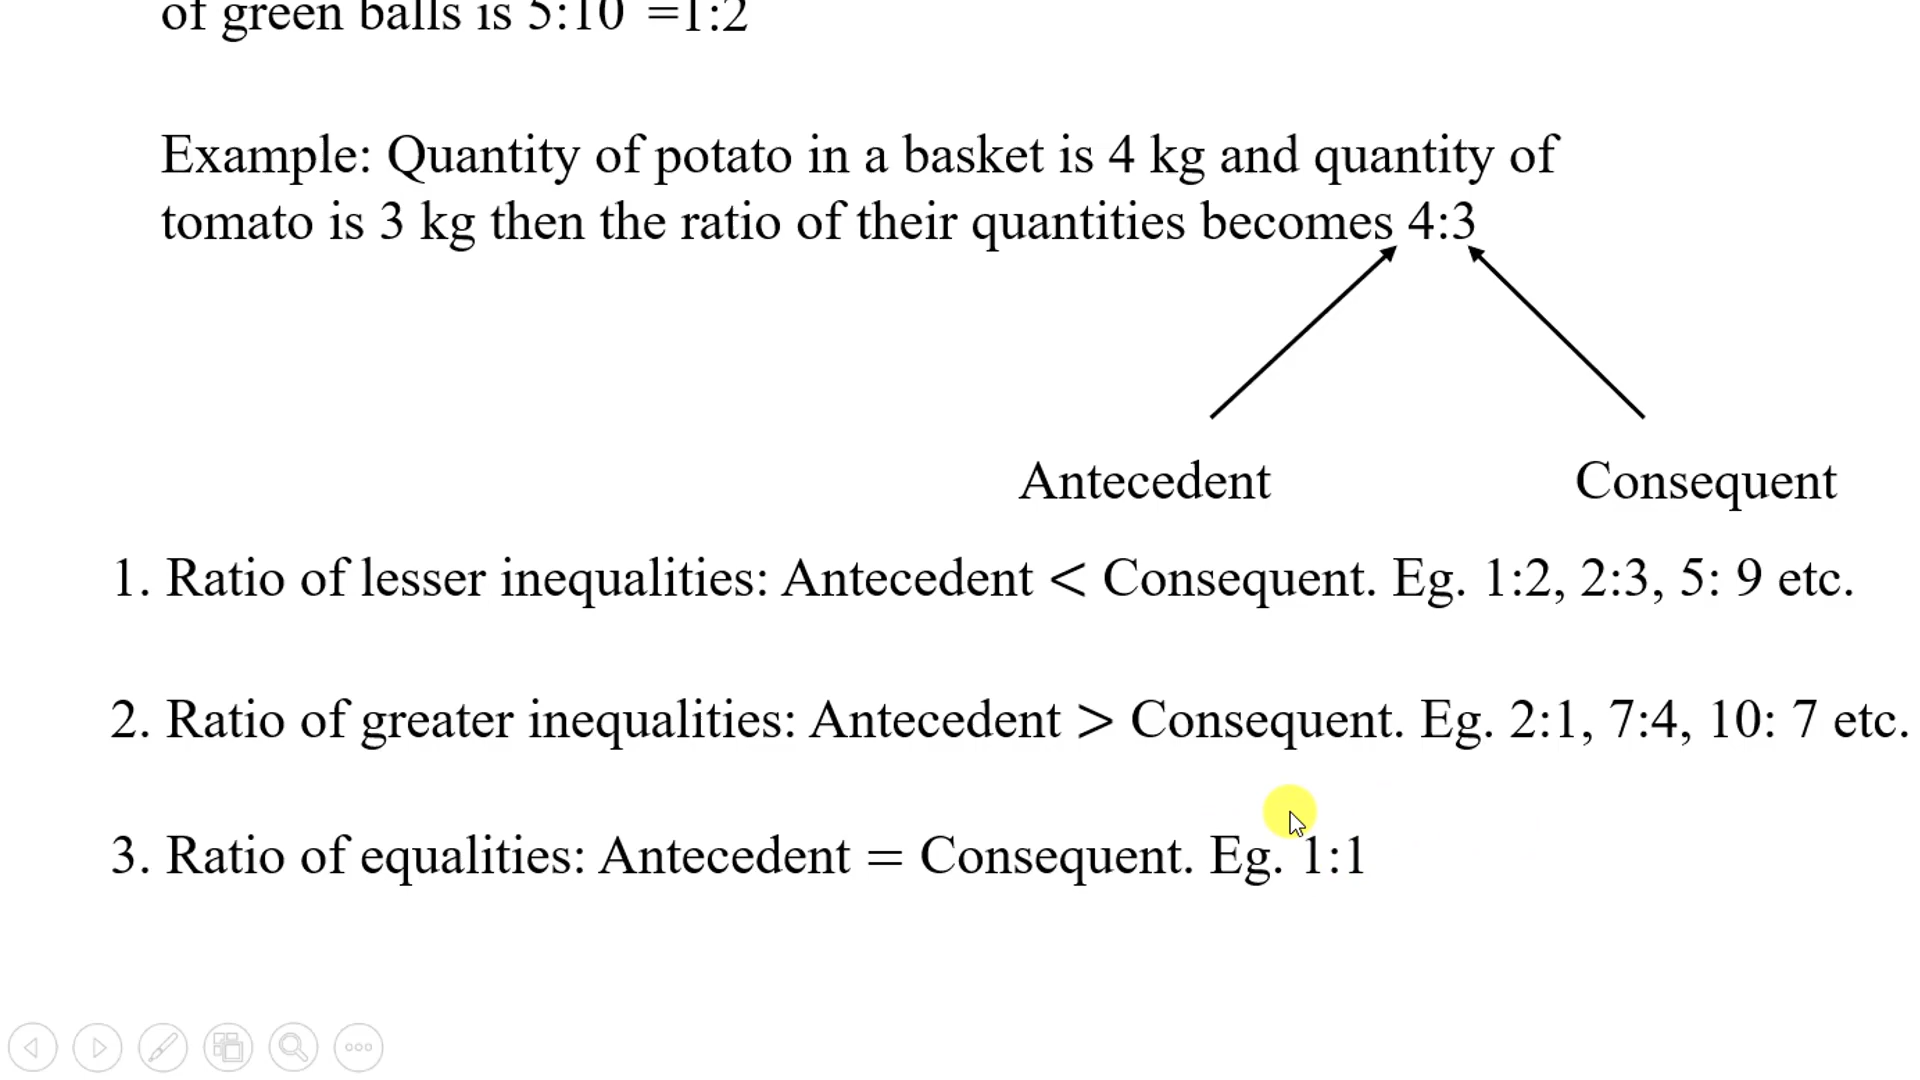 of green balls is 5:10 =1:2
Example: Quantity of potato in a basket is 4 kg and quantity of
tomato is 3 kg then the ratio of their quantities becomes 4:3
Antecedent Consequent
1. Ratio of lesser inequalities: Antecedent < Consequent. Eg. 1:2, 2:3, 5: 9 etc.
2. Ratio of greater inequalities: Antecedent > Consequent. Eg. 2:1, 7:4, 10: 7 etc.
3. Ratio of equalities: Antecedent = Consequent. Eg. 1:1